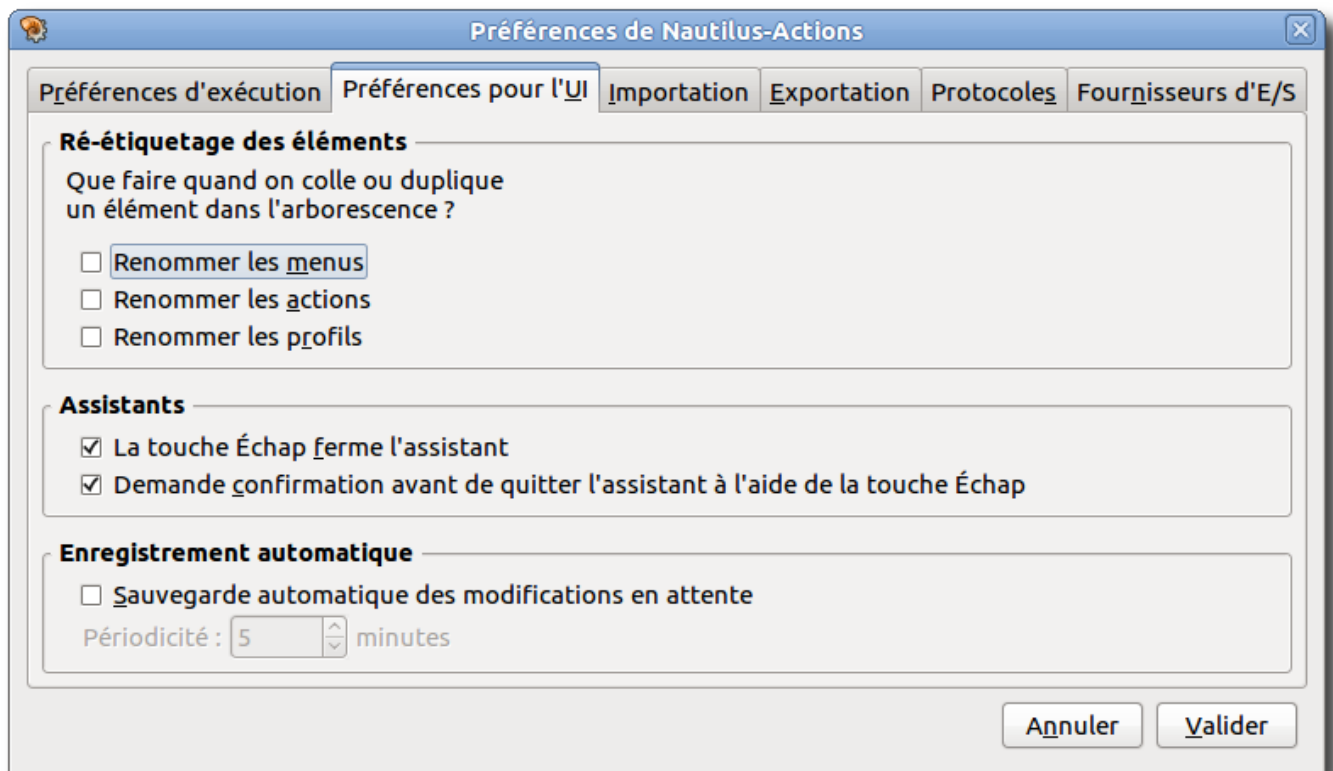 Préférences de Nautilus-Actions
Préférences d'exécution Préférences pour l'UI Importation Exportation Protocoles Fournisseurs d'E/S
Ré-étiquetage des éléments
Que faire quand on colle ou duplique
un élément dans l'arborescence ?
Renommer les menus
Renommer les actions
Renommer les profils
Assistants
La touche Échap ferme l'assistant
Demande confirmation avant de quitter l'assistant à l'aide de la touche Échap
Enregistrement automatique
Sauvegarde automatique des modifications en attente
Périodicité : 5 minutes
Annuler Valider